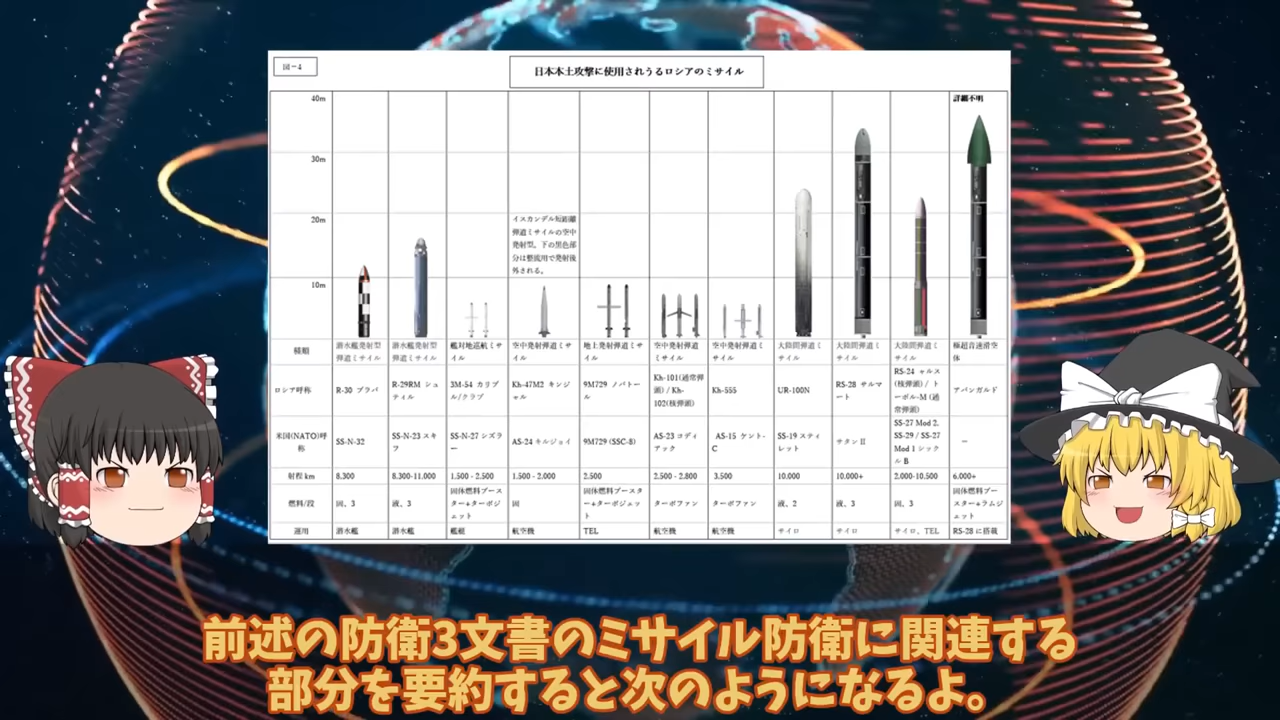 図－4
日本本土攻撃に使用されうるロシアのミサイル
40m
詳細不明
30m
20m
イスカンデル短距離
弾道ミサイルの空中
発射型。下の黒色部
分は整流用で発射後
外される。
10m
種類
潜水艦発射型
弾道ミサイル
潜水艦発射型
弾道ミサイル
艦対地巡航ミサ
イル
空中発射弾道ミ
サイル
地上発射弾道ミ
サイル
空中発射弾道
ミサイル
空中発射弾道ミ
サイル
大陸間弾道ミ
サイル
大陸間弾道ミ
サイル
大陸間弾道ミ
サイル
極超音速滑空
体
ロシア呼称
R-30 ブラバ
R-29RM シュ
ティル
3M-54 カリブ
ル/クラブ
Kh-47M2 キンジ
ャル
9M729 ノバトー
ル
Kh-101(通常弾
頭) / Kh-
102(核弾頭)
Kh-555
UR-100N
RS-28 サルマ
ート
RS-24 ヤルス
(核弾頭) / ト
ーポル-M (通
常弾頭)
アバンガルド
米国(NATO)呼
称
SS-N-32
SS-N-23 スキ
フ
SS-N-27 シズラ
ー
AS-24 キルジョイ
9M729 (SSC-8)
AS-23 コディ
アック
AS-15 ケント-
C
SS-19 スティ
レット
サタンⅡ
SS-27 Mod 2,
SS-29 / SS-27
Mod 1 シック
ル B
－
射程 km
8,300
8,300-11,000
1,500 - 2,500
1,500 - 2,000
2,500
2,500 - 2,800
3,500
10,000
10,000+
2,000-10,500
6,000+
燃料/段
固、3
液、3
固体燃料ブース
ター+ターボジ
ェット
固
固体燃料ブースタ
ー+ターボジェッ
ト
ターボファン
ターボファン
液、2
液、3
固、3
固体燃料ブー
スター+ラムジ
ェット
運用
潜水艦
潜水艦
艦艇
航空機
TEL
航空機
航空機
サイロ
サイロ
サイロ、TEL
RS-28 に搭載
前述の防衛3文書のミサイル防衛に関連する
部分を要約すると次のようになるよ。